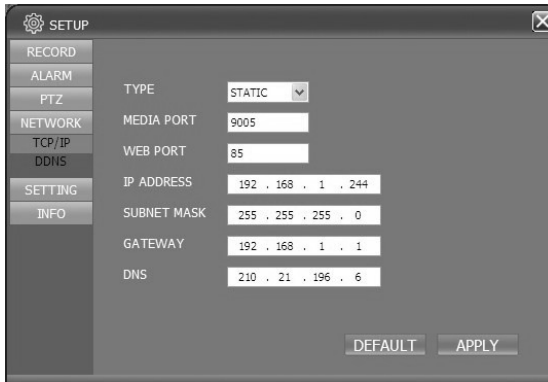 SETUP
RECORD
ALARM
PTZ
NETWORK
TCP/IP
DDNS
SETTING
INFO
TYPE STATIC
MEDIA PORT 9005
WEB PORT 85
IP ADDRESS 192 . 168 . 1 . 244
SUBNET MASK 255 . 255 . 255 . 0
GATEWAY 192 . 168 . 1 . 1
DNS 210 . 21 . 196 . 6
DEFAULT APPLY